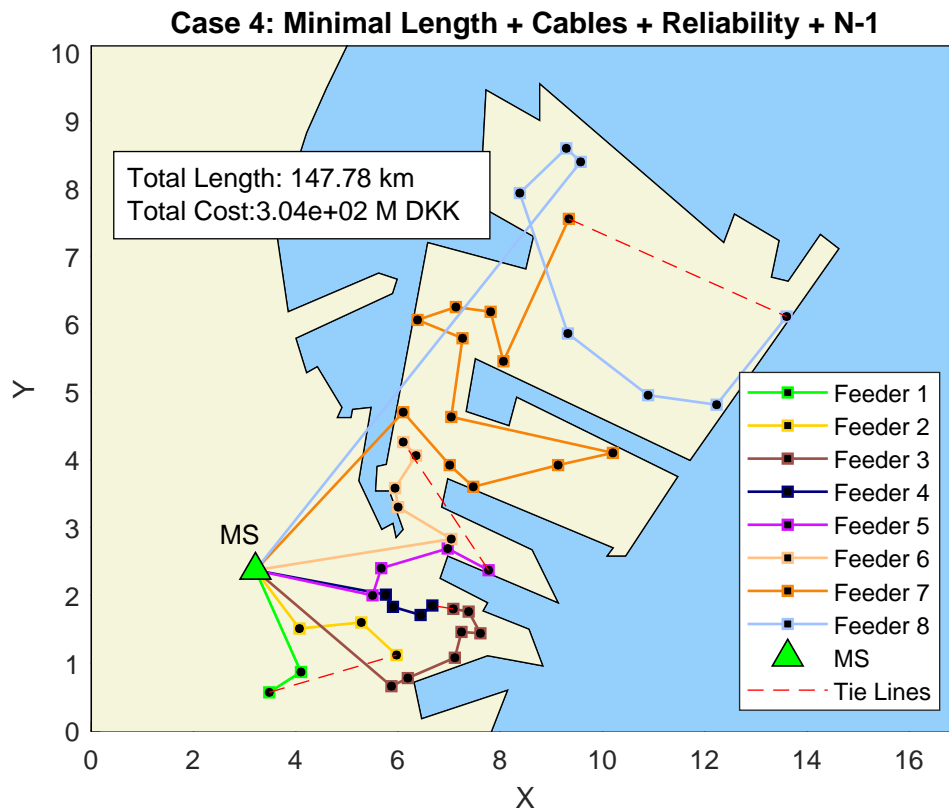 Case 4: Minimal Length + Cables + Reliability + N-1
Total Length: 147.78 km
Total Cost:3.04e+02 M DKK
MS
Feeder 1
Feeder 2
Feeder 3
Feeder 4
Feeder 5
Feeder 6
Feeder 7
Feeder 8
MS
Tie Lines
Y
10
9
8
7
6
5
4
3
2
1
0
0 2 4 6 8 10 12 14 16
X